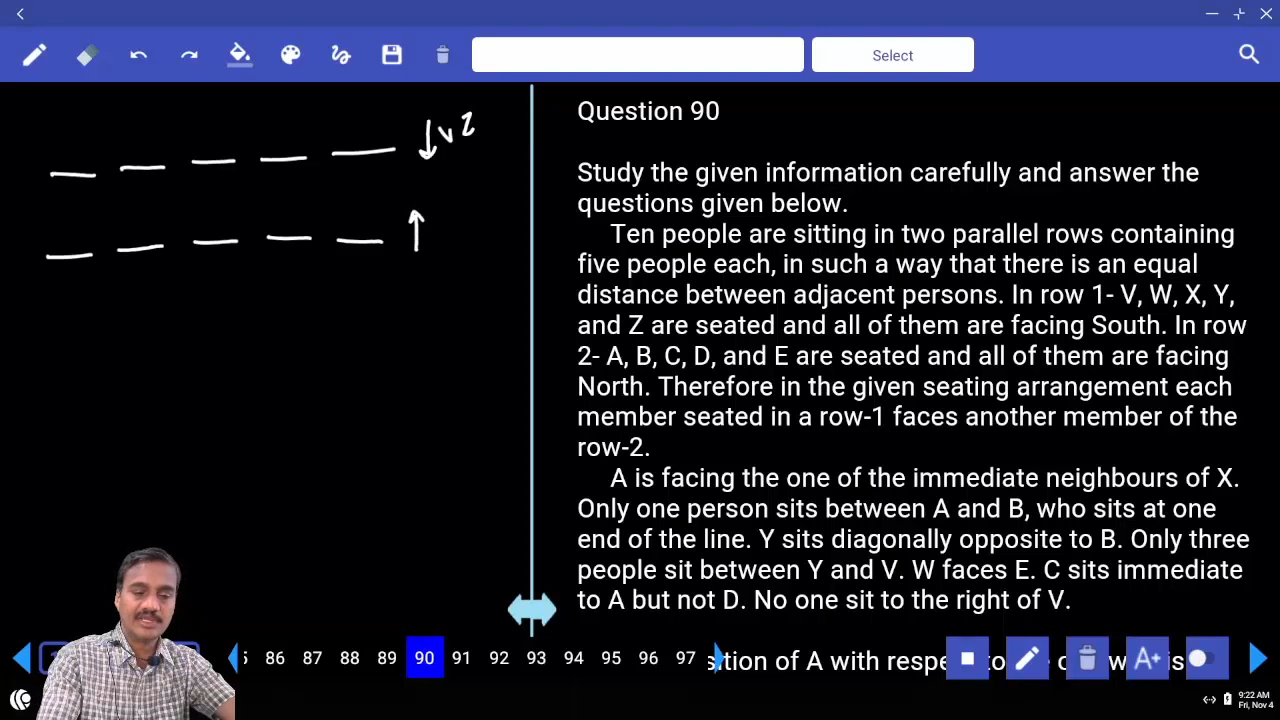 Select
↓ v z
↑
Question 90
Study the given information carefully and answer the
questions given below.
Ten people are sitting in two parallel rows containing
five people each, in such a way that there is an equal
distance between adjacent persons. In row 1- V, W, X, Y,
and Z are seated and all of them are facing South. In row
2- A, B, C, D, and E are seated and all of them are facing
North. Therefore in the given seating arrangement each
member seated in a row-1 faces another member of the
row-2.
A is facing the one of the immediate neighbours of X.
Only one person sits between A and B, who sits at one
end of the line. Y sits diagonally opposite to B. Only three
people sit between Y and V. W faces E. C sits immediate
to A but not D. No one sit to the right of V.
86 87 88 89 90 91 92 93 94 95 96 97
sition of A with respe
A+
is
9:22 AM
Fri, Nov 4